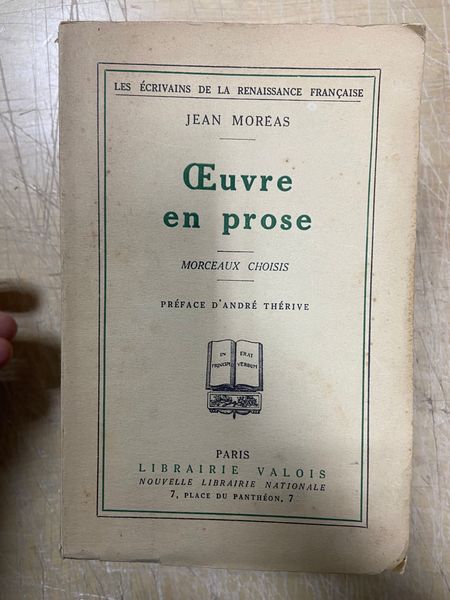 LES ÉCRIVAINS DE LA RENAISSANCE FRANÇAISE
JEAN MORÉAS
Œuvre
en prose
MORCEAUX CHOISIS
PRÉFACE D'ANDRÉ THÉRIVE
IN ERAT
PRINCIPIO VERBUM
PARIS
LIBRAIRIE VALOIS
NOUVELLE LIBRAIRIE NATIONALE
7, PLACE DU PANTHÉON, 7